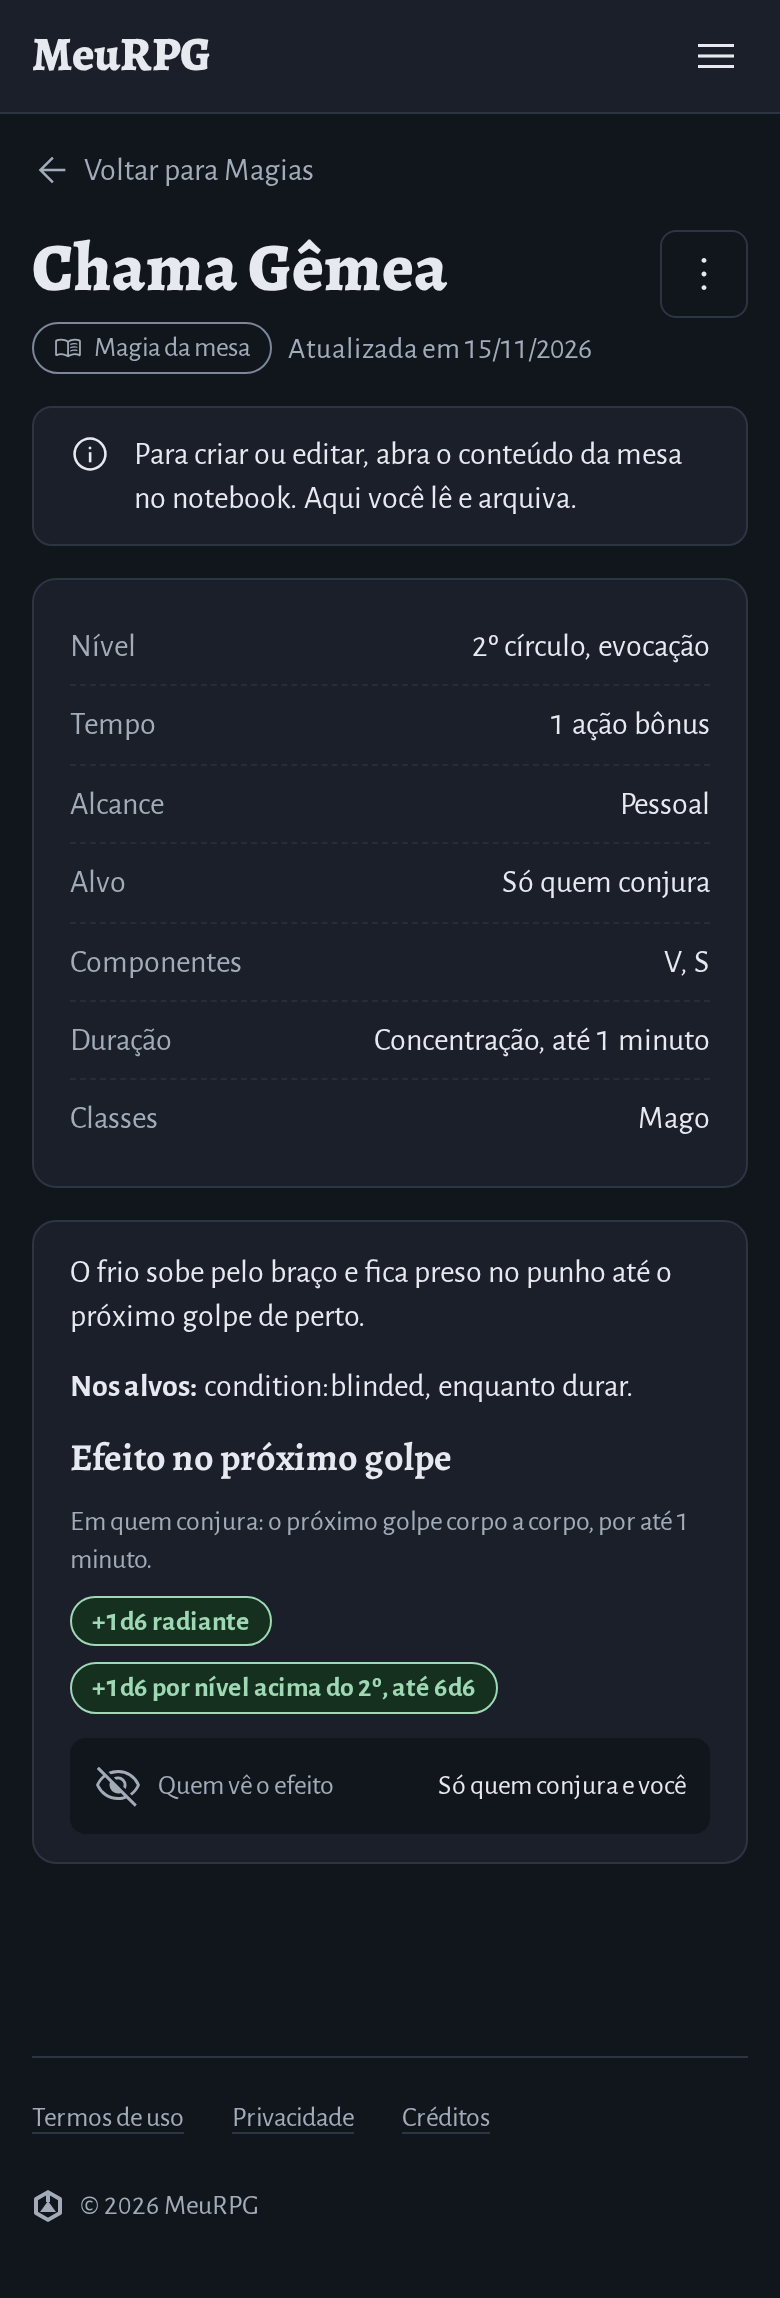 MeuRPG
Voltar para Magias
Chama Gêmea
Magia da mesa Atualizada em 15/11/2026
Para criar ou editar, abra o conteúdo da mesa
no notebook. Aqui você lê e arquiva.
Nível 2º círculo, evocação
Tempo 1 ação bônus
Alcance Pessoal
Alvo Só quem conjura
Componentes V, S
Duração Concentração, até 1 minuto
Classes Mago
O frio sobe pelo braço e fica preso no punho até o
próximo golpe de perto.
Nos alvos: condition:blinded, enquanto durar.
Efeito no próximo golpe
Em quem conjura: o próximo golpe corpo a corpo, por até 1
minuto.
+1d6 radiante
+1d6 por nível acima do 2º, até 6d6
Quem vê o efeito Só quem conjura e você
Termos de uso Privacidade Créditos
© 2026 MeuRPG